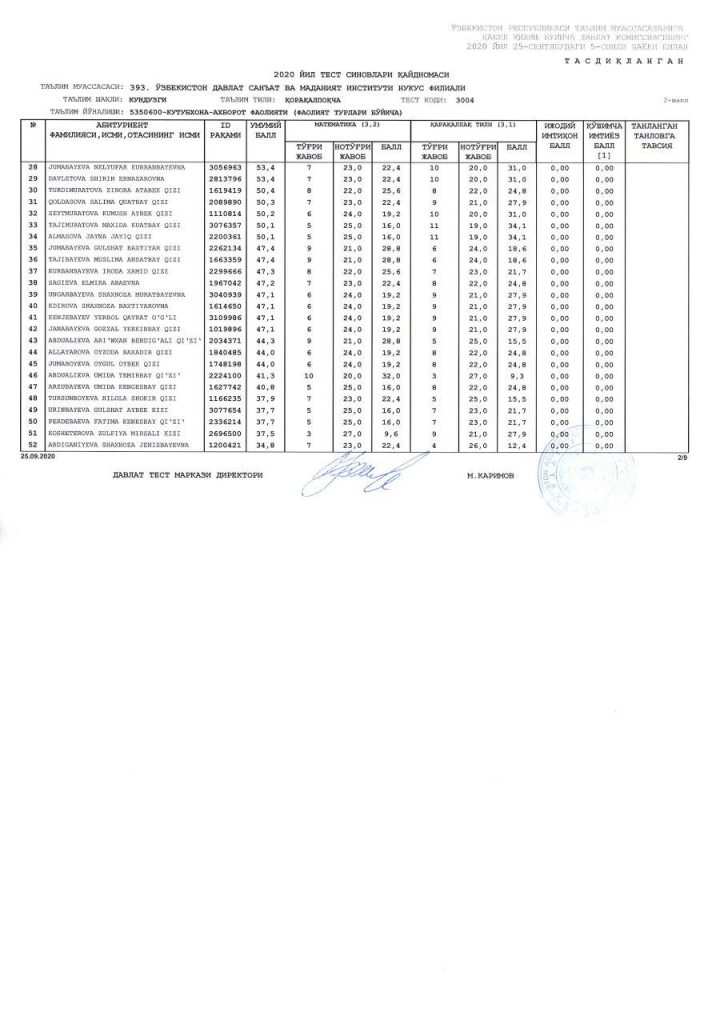 ЎЗБЕКИСТОН РЕСПУБЛИКАСИ ТАЪЛИМ МУАССАСАЛАРИГА
ҚАБУЛ ҚИЛИШ БЎЙИЧА ДАВЛАТ КОМИССИЯСИНИНГ
2020 ЙИЛ 25-СЕНТЯБРДАГИ 5-СОНЛИ БАЁНИ БИЛАН
ТАСДИҚЛАНГАН
2020 ЙИЛ ТЕСТ СИНОВЛАРИ ҚАЙДНОМАСИ
ТАЪЛИМ МУАССАСАСИ: 393. ЎЗБЕКИСТОН ДАВЛАТ САНЪАТ ВА МАДАНИЯТ ИНСТИТУТИ НУКУС ФИЛИАЛИ
ТАЪЛИМ ШАКЛИ: КУНДУЗГИ ТАЪЛИМ ТИЛИ: ҚОРАҚАЛПОҚЧА ТЕСТ КОДИ: 3004 2-шакл
ТАЪЛИМ ЙЎНАЛИШИ: 5350600-КУТУБХОНА-АХБОРОТ ФАОЛИЯТИ (ФАОЛИЯТ ТУРЛАРИ БЎЙИЧА)
№ АБИТУРИЕНТ ID УМУМИЙ МАТЕМАТИКА (3,2) ҚАРАҚАЛПАК ТИЛИ (3,1) ИЖОДИЙ ҚЎШИМЧА ТАНЛАНГАН
ФАМИЛИЯСИ,ИСМИ,ОТАСИНИНГ ИСМИ РАҚАМИ БАЛЛ ИМТИҲОН ИМТИЁЗ ТАНЛОВГА
ТЎҒРИ НОТЎҒРИ БАЛЛ ТЎҒРИ НОТЎҒРИ БАЛЛ БАЛЛ БАЛЛ ТАВСИЯ
ЖАВОБ ЖАВОБ ЖАВОБ ЖАВОБ [1]
28 JUMABAYEVA NELYUFAR KURBANBAYEVNA 3056963 53,4 7 23,0 22,4 10 20,0 31,0 0,00 0,00
29 DAVLETOVA SHIRIN ERNAZAROVNA 2813796 53,4 7 23,0 22,4 10 20,0 31,0 0,00 0,00
30 TURDIMURATOVA ZINORA ATABEK QIZI 1619419 50,4 8 22,0 25,6 8 22,0 24,8 0,00 0,00
31 QOLDASOVA SALIMA QUATBAY QIZI 2089890 50,3 7 23,0 22,4 9 21,0 27,9 0,00 0,00
32 SEYTMURATOVA KUMUSH AYBEK QIZI 1110814 50,2 6 24,0 19,2 10 20,0 31,0 0,00 0,00
33 TAJIMURATOVA MAXIDA KUATBAY QIZI 3076357 50,1 5 25,0 16,0 11 19,0 34,1 0,00 0,00
34 ALMASOVA JAYNA JAYIQ QIZI 2200361 50,1 5 25,0 16,0 11 19,0 34,1 0,00 0,00
35 JUMABAYEVA GULSHAT BAXTIYAR QIZI 2262134 47,4 9 21,0 28,8 6 24,0 18,6 0,00 0,00
36 TAJIBAYEVA MUSLIMA ANSATBAY QIZI 1663359 47,4 9 21,0 28,8 6 24,0 18,6 0,00 0,00
37 KURBANBAYEVA IRODA XAMID QIZI 2299666 47,3 8 22,0 25,6 7 23,0 21,7 0,00 0,00
38 SAGIEVA ELMIRA ABAEVNA 1967042 47,2 7 23,0 22,4 8 22,0 24,8 0,00 0,00
39 UNGARBAYEVA SHAXNOZA MURATBAYEVNA 3040939 47,1 6 24,0 19,2 9 21,0 27,9 0,00 0,00
40 KDIROVA SHAXNOZA BAXTIYAROVNA 1614650 47,1 6 24,0 19,2 9 21,0 27,9 0,00 0,00
41 KENJEBAYEV YERBOL QAYRAT O'G'LI 3109986 47,1 6 24,0 19,2 9 21,0 27,9 0,00 0,00
42 JANABAYEVA GOZZAL YERKINBAY QIZI 1019896 47,1 6 24,0 19,2 9 21,0 27,9 0,00 0,00
43 ABDUALIEVA ARI'WXAN BERDIG'ALI QI'ZI' 2034371 44,3 9 21,0 28,8 5 25,0 15,5 0,00 0,00
44 ALLAYAROVA OYZODA BAXADIR QIZI 1840485 44,0 6 24,0 19,2 8 22,0 24,8 0,00 0,00
45 JUMABOYEVA OYGUL OYBEK QIZI 1748198 44,0 6 24,0 19,2 8 22,0 24,8 0,00 0,00
46 ABDUALIEVA UMIDA TEMIRBAY QI'ZI' 2224100 41,3 10 20,0 32,0 3 27,0 9,3 0,00 0,00
47 ARZUBAYEVA UMIDA KENGESBAY QIZI 1627742 40,8 5 25,0 16,0 8 22,0 24,8 0,00 0,00
48 TURSUNBOYEVA HILOLA SHOKIR QIZI 1166235 37,9 7 23,0 22,4 5 25,0 15,5 0,00 0,00
49 URINBAYEVA GULSHAT AYBEK KIZI 3077654 37,7 5 25,0 16,0 7 23,0 21,7 0,00 0,00
50 PERDEBAEVA FATIMA KENESBAY QI'ZI' 2336214 37,7 5 25,0 16,0 7 23,0 21,7 0,00 0,00
51 KOSHETEROVA ZULFIYA MIRSALI KIZI 2696500 37,5 3 27,0 9,6 9 21,0 27,9 0,00 0,00
52 ABDIGANIYEVA SHAXNOZA JENISBAYEVNA 1200421 34,8 7 23,0 22,4 4 26,0 12,4 0,00 0,00
25.09.2020 2/9
ДАВЛАТ ТЕСТ МАРКАЗИ ДИРЕКТОРИ М.КАРИМОВ